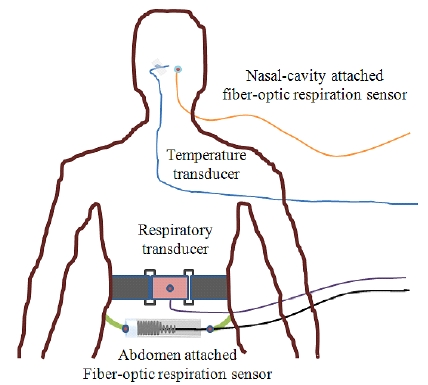 Nasal-cavity attached
fiber-optic respiration sensor
Temperature
transducer
Respiratory
transducer
Abdomen attached
Fiber-optic respiration sensor